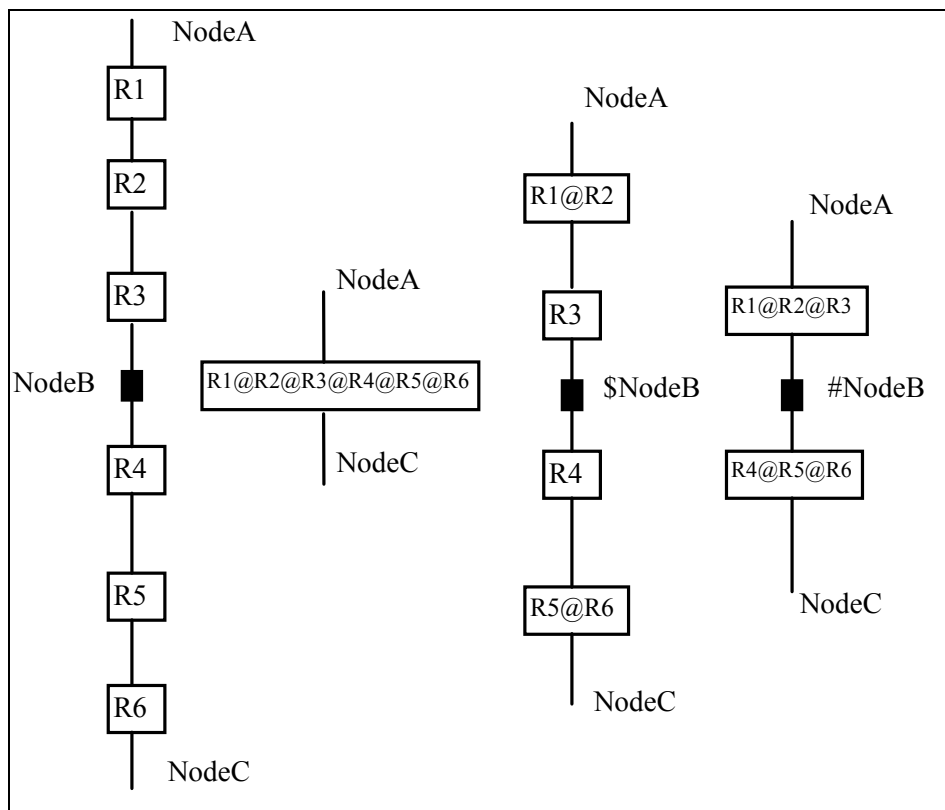 NodeA
R1
R2
R3
NodeB
R4
R5
R6
NodeC
NodeA
R1@R2@R3@R4@R5@R6
NodeC
NodeA
R1@R2
R3
$NodeB
R4
R5@R6
NodeC
NodeA
R1@R2@R3
#NodeB
R4@R5@R6
NodeC